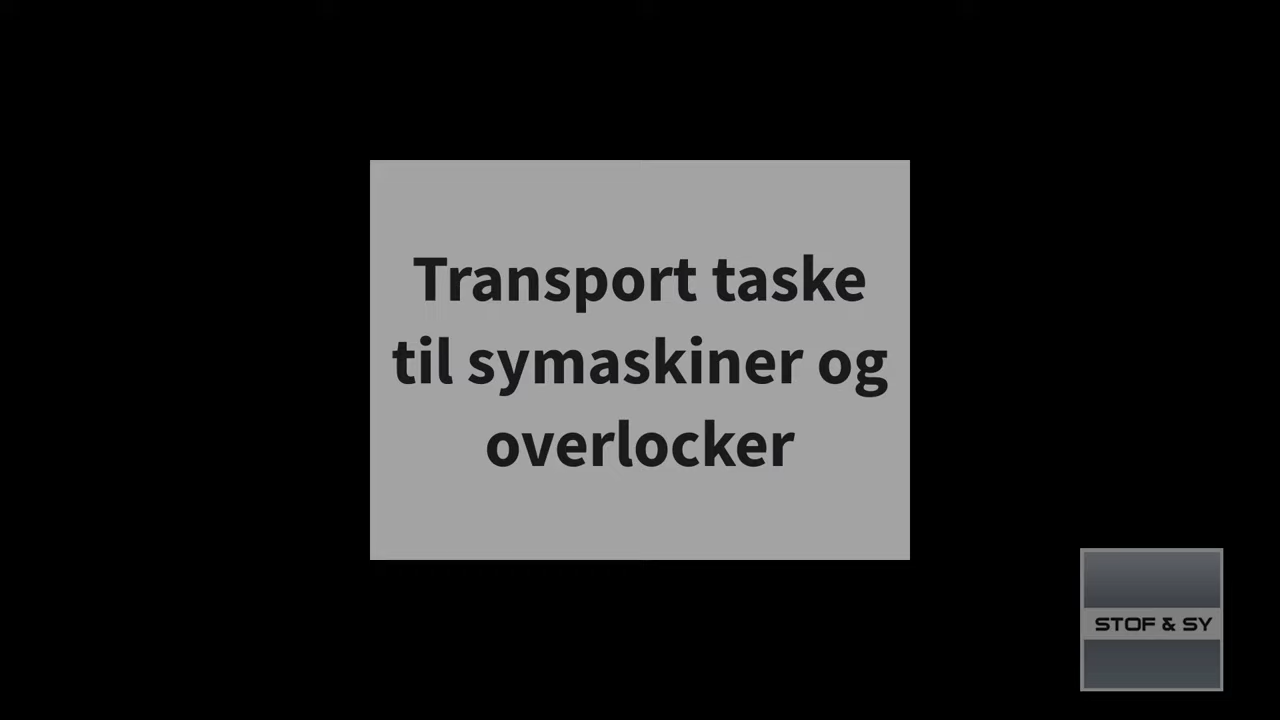 Transport taske
til symaskiner og
overlocker
STOF & SY